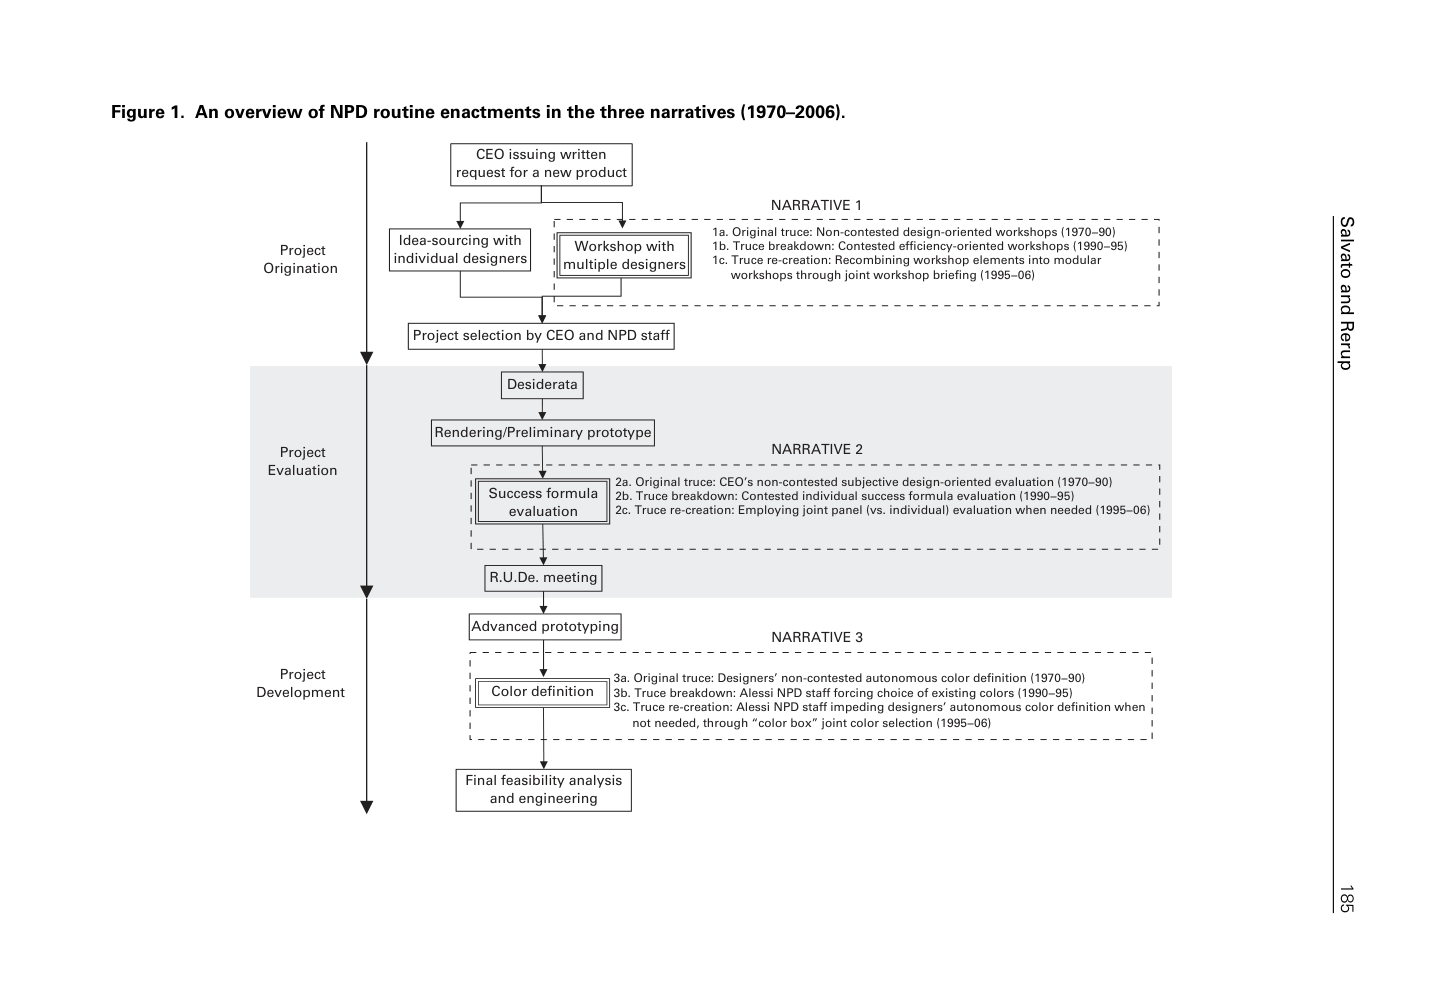 Figure 1. An overview of NPD routine enactments in the three narratives (1970–2006).
CEO issuing written
request for a new product
NARRATIVE 1
Project
Origination
Idea-sourcing with
individual designers
Workshop with
multiple designers
1a. Original truce: Non-contested design-oriented workshops (1970–90)
1b. Truce breakdown: Contested efficiency-oriented workshops (1990–95)
1c. Truce re-creation: Recombining workshop elements into modular
workshops through joint workshop briefing (1995–06)
Project selection by CEO and NPD staff
Desiderata
Rendering/Preliminary prototype
Project
Evaluation
NARRATIVE 2
Success formula
evaluation
2a. Original truce: CEO’s non-contested subjective design-oriented evaluation (1970–90)
2b. Truce breakdown: Contested individual success formula evaluation (1990–95)
2c. Truce re-creation: Employing joint panel (vs. individual) evaluation when needed (1995–06)
R.U.De. meeting
Advanced prototyping
NARRATIVE 3
Project
Development
Color definition
3a. Original truce: Designers’ non-contested autonomous color definition (1970–90)
3b. Truce breakdown: Alessi NPD staff forcing choice of existing colors (1990–95)
3c. Truce re-creation: Alessi NPD staff impeding designers’ autonomous color definition when
not needed, through “color box” joint color selection (1995–06)
Final feasibility analysis
and engineering
Salvato and Rerup
185